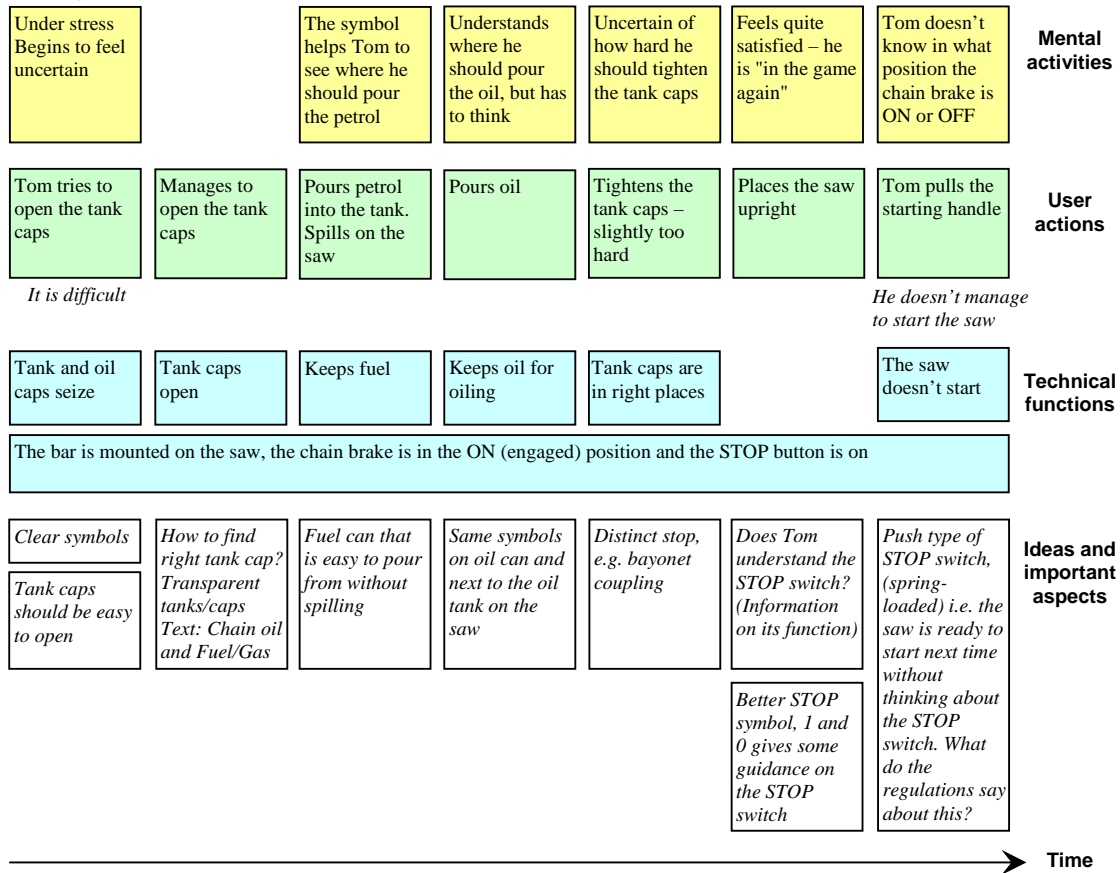 Under stress
Begins to feel
uncertain
The symbol
helps Tom to
see where he
should pour
the petrol
Understands
where he
should pour
the oil, but has
to think
Uncertain of
how hard he
should tighten
the tank caps
Feels quite
satisfied – he
is "in the game
again"
Tom doesn't
know in what
position the
chain brake is
ON or OFF
Mental
activities
Tom tries to
open the tank
caps
Manages to
open the tank
caps
Pours petrol
into the tank.
Spills on the
saw
Pours oil
Tightens the
tank caps –
slightly too
hard
Places the saw
upright
Tom pulls the
starting handle
User
actions
It is difficult
He doesn't manage
to start the saw
Tank and oil
caps seize
Tank caps
open
Keeps fuel
Keeps oil for
oiling
Tank caps are
in right places
The saw
doesn't start
Technical
functions
The bar is mounted on the saw, the chain brake is in the ON (engaged) position and the STOP button is on
Clear symbols
Tank caps
should be easy
to open
How to find
right tank cap?
Transparent
tanks/caps
Text: Chain oil
and Fuel/Gas
Fuel can that
is easy to pour
from without
spilling
Same symbols
on oil can and
next to the oil
tank on the
saw
Distinct stop,
e.g. bayonet
coupling
Does Tom
understand the
STOP switch?
(Information
on its function)
Better STOP
symbol, 1 and
0 gives some
guidance on
the STOP
switch
Push type of
STOP switch,
(spring-
loaded) i.e. the
saw is ready to
start next time
without
thinking about
the STOP
switch. What
do the
regulations say
about this?
Ideas and
important
aspects
Time